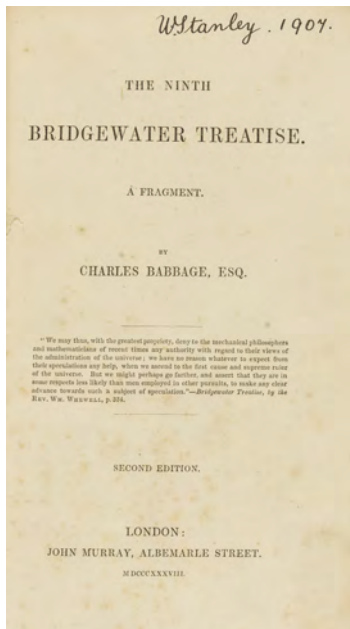 WStanley. 1907.
THE NINTH
BRIDGEWATER TREATISE.
A FRAGMENT.
BY
CHARLES BABBAGE, ESQ.
"We may thus, with the greatest propriety, deny to the mechanical philosophers
and mathematicians of recent times any authority with regard to their views of
the administration of the universe; we have no reason whatever to expect from
their speculations any help, when we ascend to the first cause and supreme ruler
of the universe. But we might perhaps go farther, and assert that they are in
some respects less likely than men employed in other pursuits, to make any clear
advance towards such a subject of speculation."—Bridgewater Treatise, by the
REV. WM. WHEWELL, p. 334.
SECOND EDITION.
LONDON:
JOHN MURRAY, ALBEMARLE STREET.
MDCCCXXXVIII.